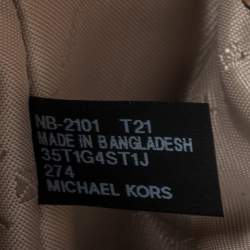 NB-2101 T21
MADE IN BANGLADESH
35T1G4ST1J
274
MICHAEL KORS